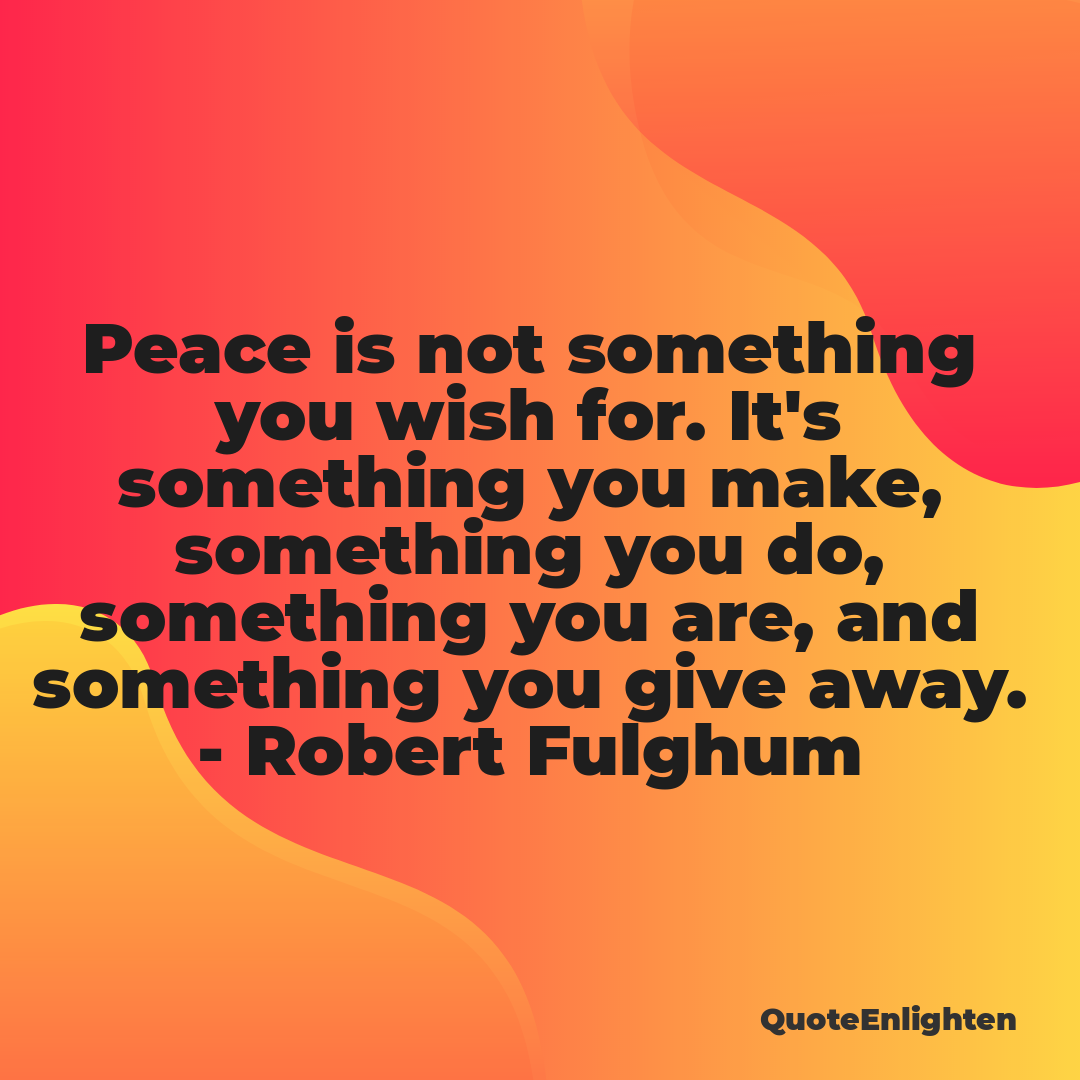 Peace is not something
you wish for. It's
something you make,
something you do,
something you are, and
something you give away.
- Robert Fulghum
QuoteEnlighten